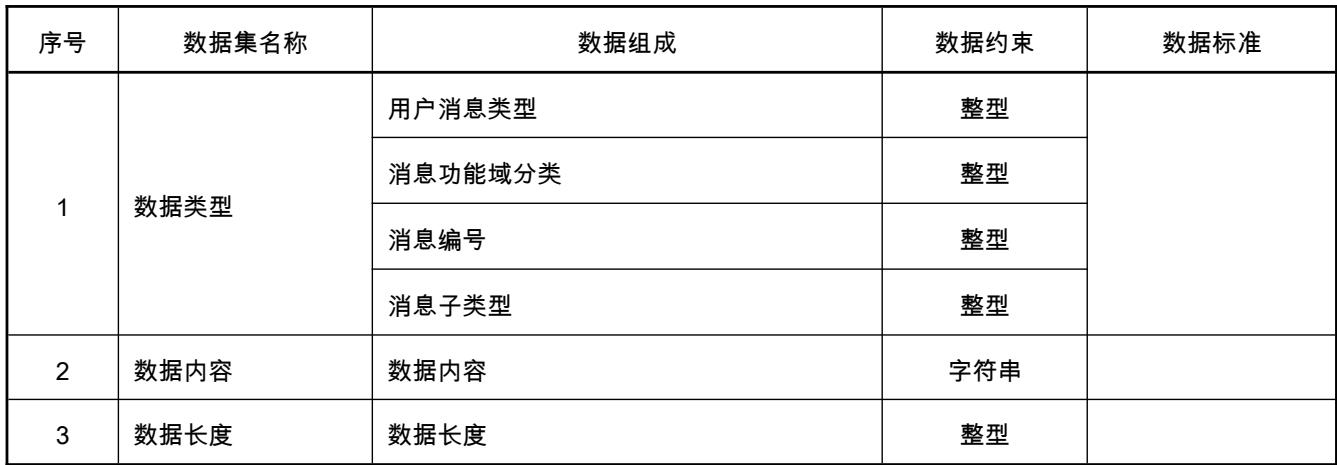 序号 数据集名称 数据组成 数据约束 数据标准
用户消息类型 整型
消息功能域分类 整型
1 数据类型
消息编号 整型
消息子类型 整型
2 数据内容 数据内容 字符串
3 数据长度 数据长度 整型